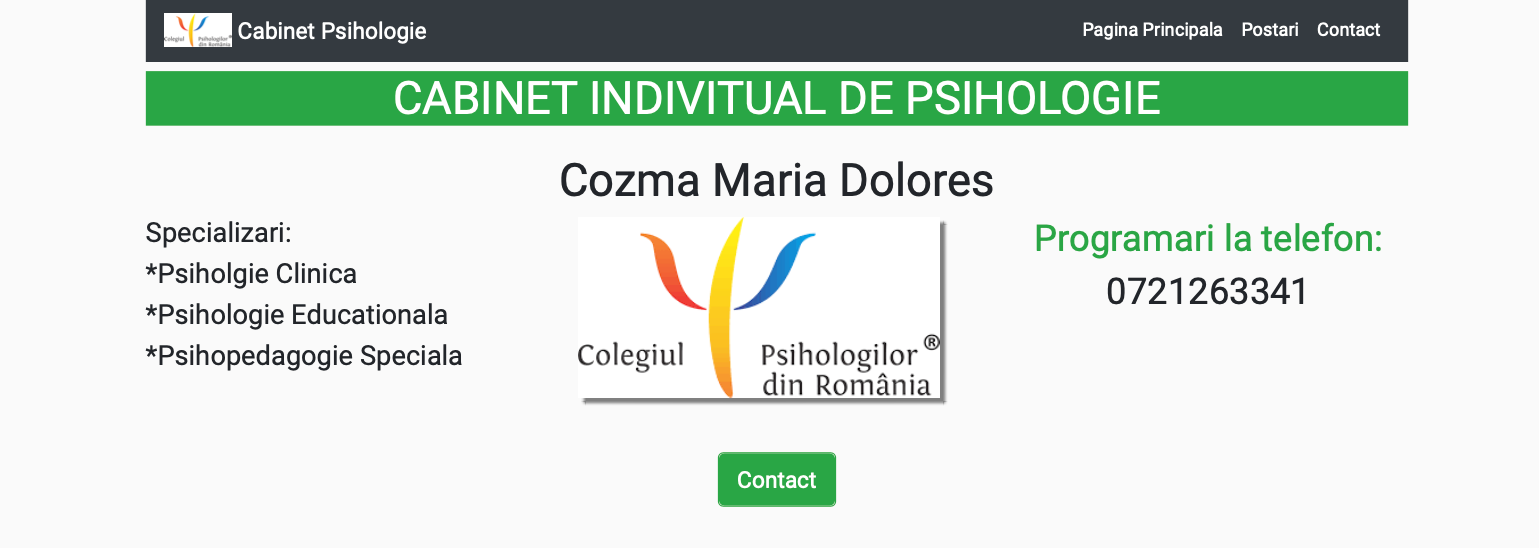 Colegiul Psihologilor
din România
Cabinet Psihologie
Pagina Principala Postari Contact
CABINET INDIVITUAL DE PSIHOLOGIE
Cozma Maria Dolores
Specializari:
*Psiholgie Clinica
*Psihologie Educationala
*Psihopedagogie Speciala
Colegiul Psihologilor ®
din România
Programari la telefon:
0721263341
Contact